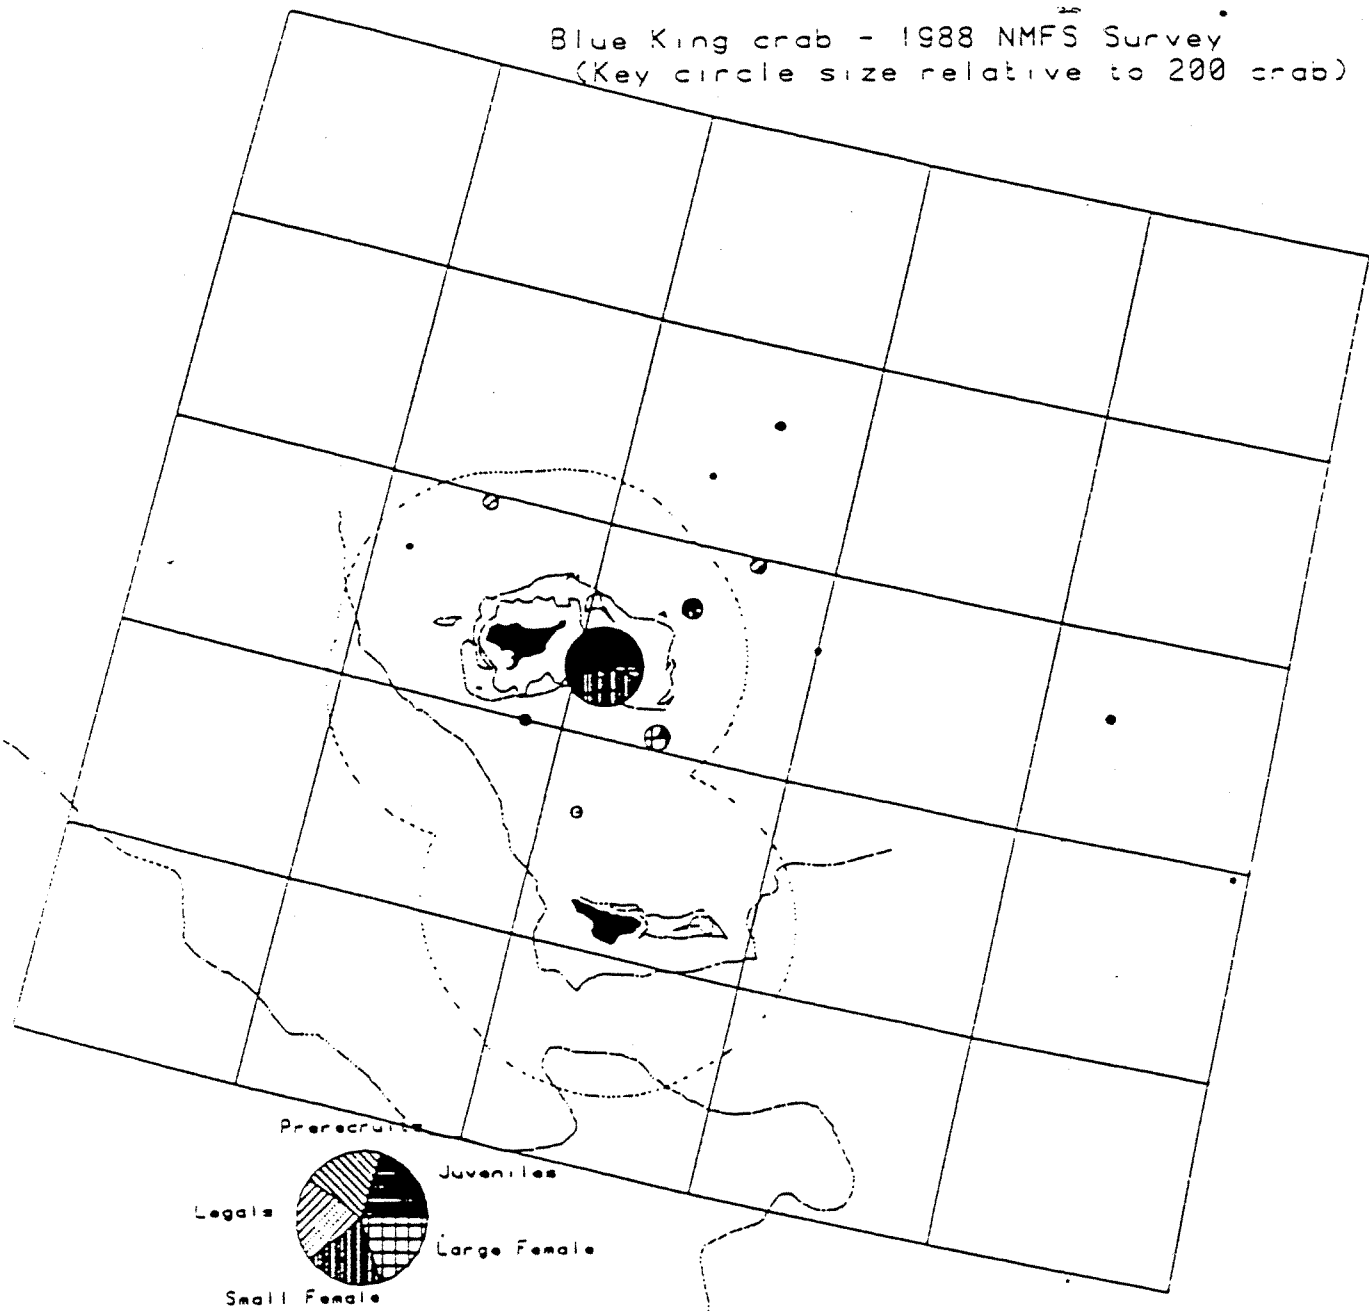 Blue King crab - 1988 NMFS Survey
(Key circle size relative to 200 crab)
Prerecruits
Juveniles
Legals
Large Female
Small Female